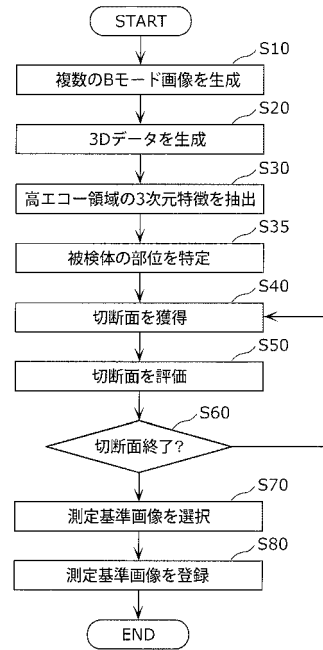 START
S10
複数のBモード画像を生成
S20
3Dデータを生成
S30
高エコー領域の3次元特徴を抽出
S35
被検体の部位を特定
S40
切断面を獲得
S50
切断面を評価
S60
切断面終了?
S70
測定基準画像を選択
S80
測定基準画像を登録
END